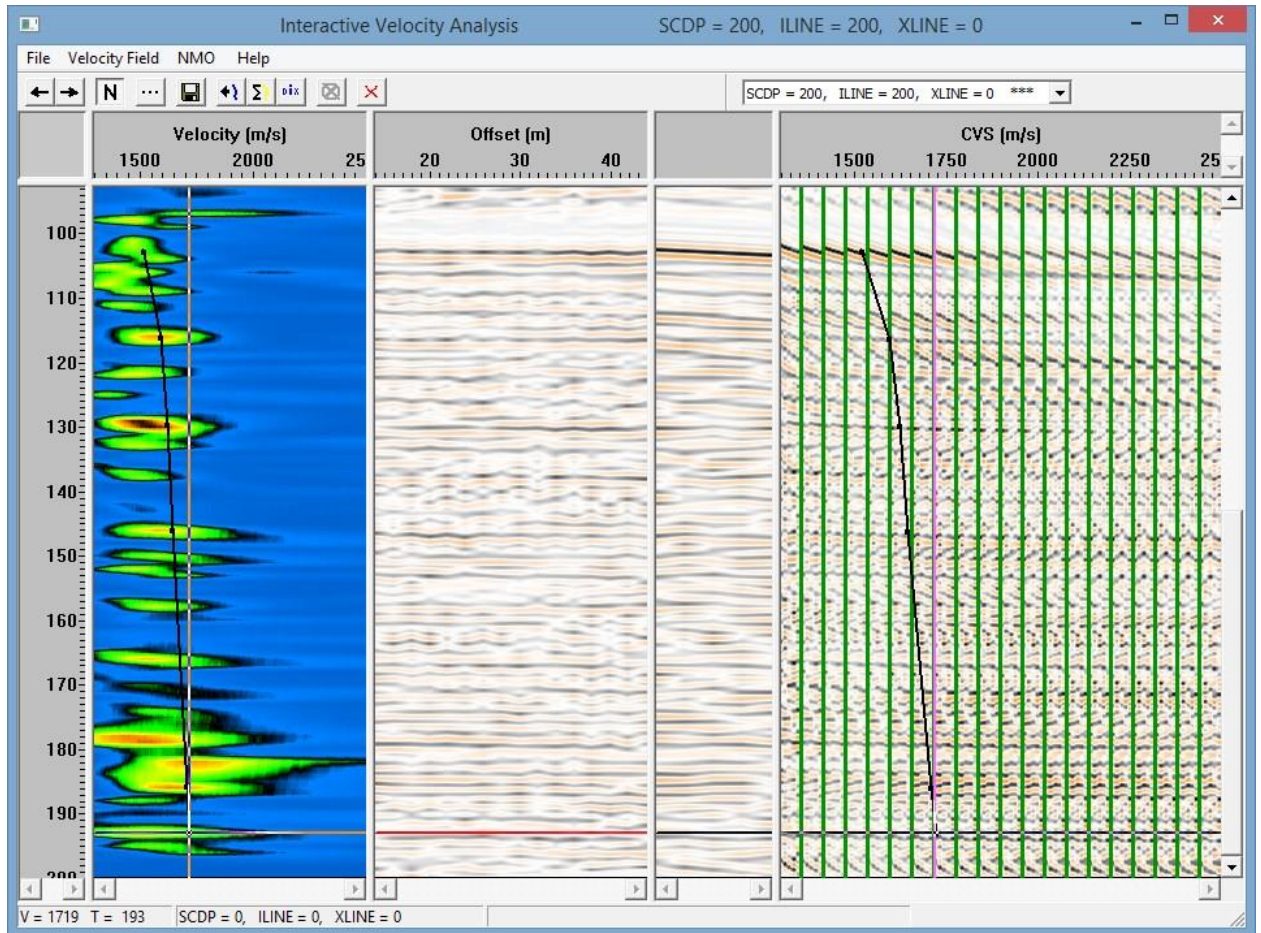 Interactive Velocity Analysis SCDP = 200, ILINE = 200, XLINE = 0
File Velocity Field NMO Help
N ... Σ DIX SCDP = 200, ILINE = 200, XLINE = 0 ***
Velocity (m/s) Offset (m) CVS (m/s)
1500 2000 25 20 30 40 1500 1750 2000 2250 25
100
110
120
130
140
150
160
170
180
190
200
V = 1719 T = 193 SCDP = 0, ILINE = 0, XLINE = 0